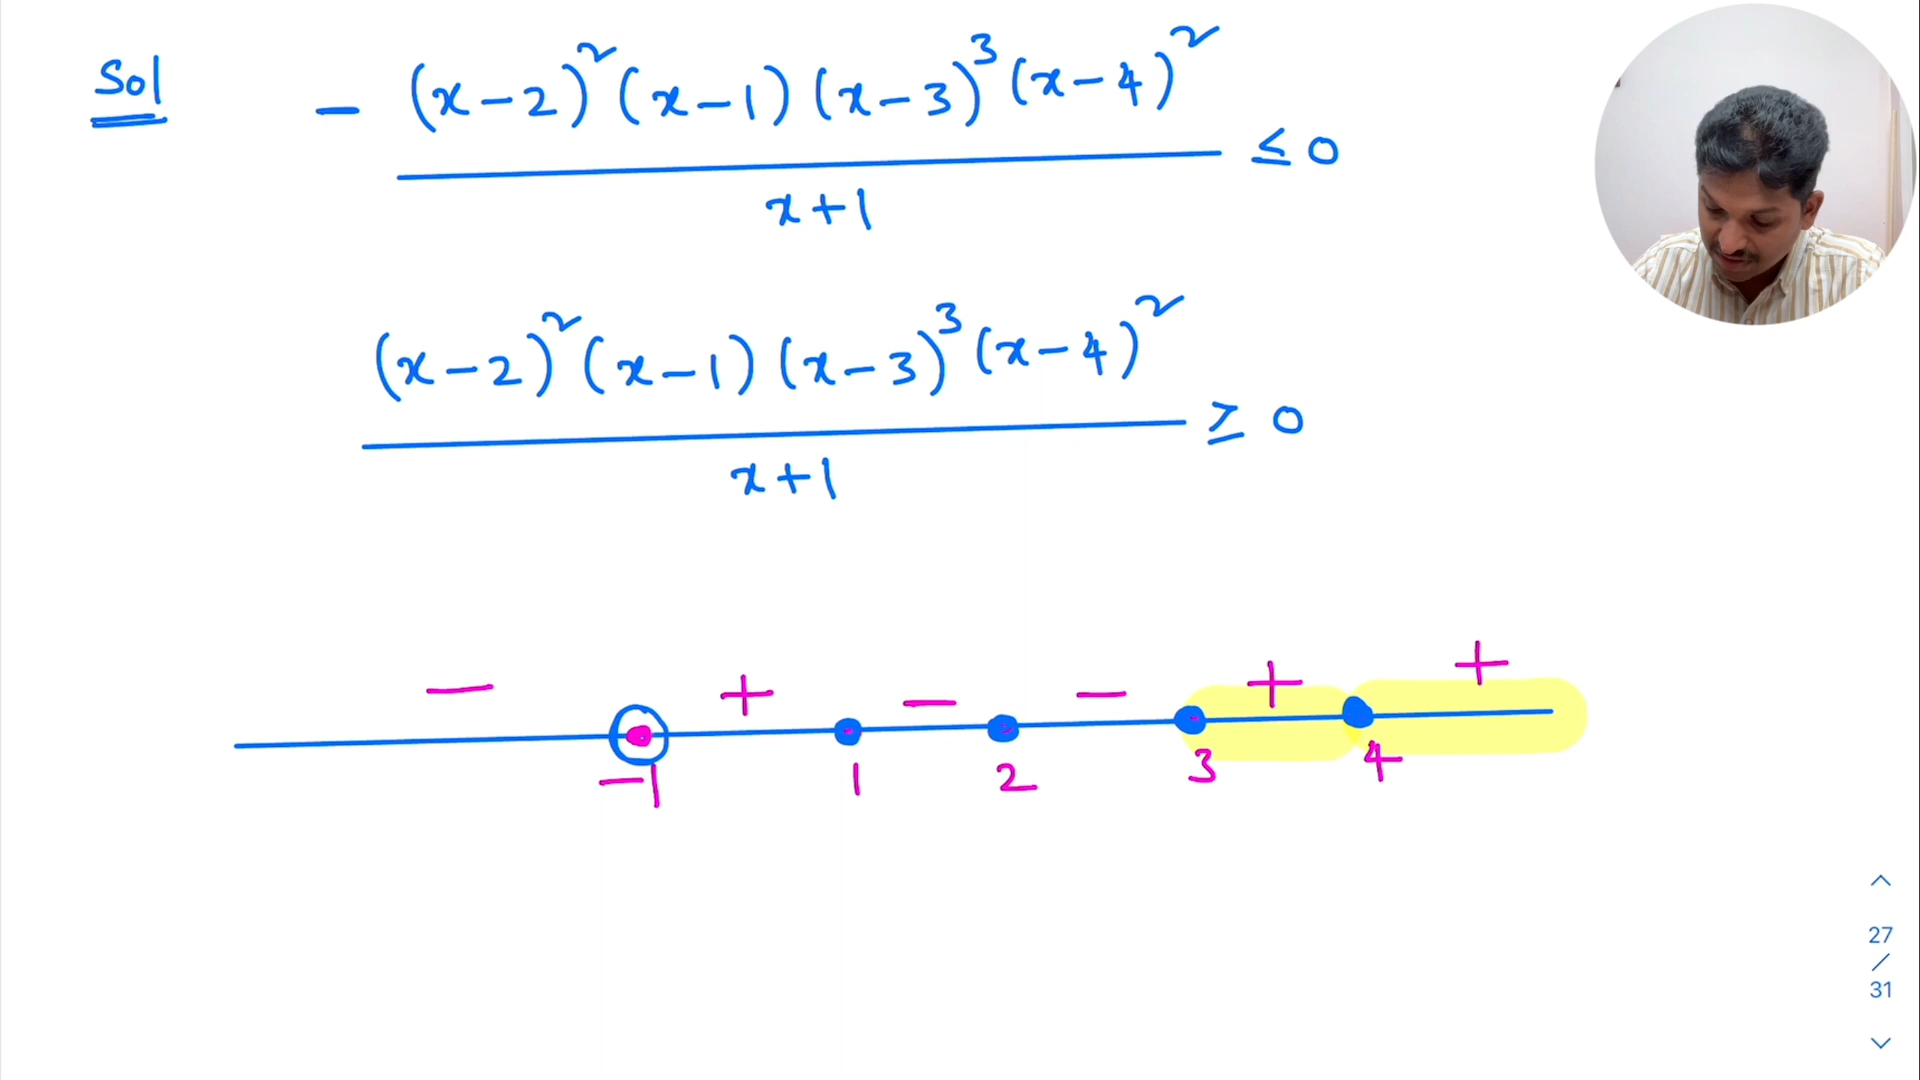 Sol
- (x-2)²(x-1)(x-3)³(x-4)² / x+1 ≤ 0
(x-2)²(x-1)(x-3)³(x-4)² / x+1 ≥ 0
− + − − + +
-1 1 2 3 4
27
/
31